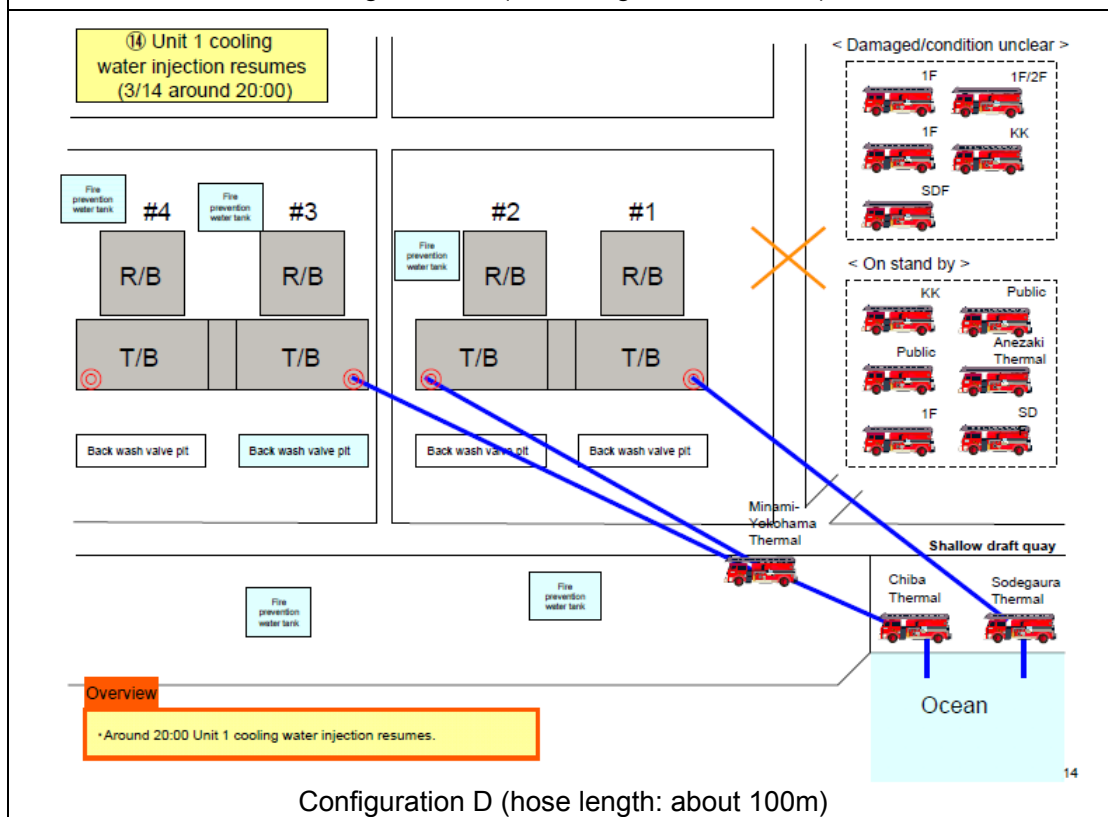 ⑭ Unit 1 cooling
water injection resumes
(3/14 around 20:00)
< Damaged/condition unclear >
1F
1F/2F
1F
KK
SDF
< On stand by >
KK
Public
Public
Anezaki
Thermal
1F
SD
Fire
prevention
water tank
#4
Fire
prevention
water tank
#3
Fire
prevention
water tank
#2
#1
R/B
R/B
R/B
R/B
T/B
T/B
T/B
T/B
Back wash valve pit
Back wash valve pit
Back wash valve pit
Back wash valve pit
Minami-
Yokohama
Thermal
Shallow draft quay
Chiba
Thermal
Sodegaura
Thermal
Fire
prevention
water tank
Fire
prevention
water tank
Ocean
Overview
・Around 20:00 Unit 1 cooling water injection resumes.
14
Configuration D (hose length: about 100m)